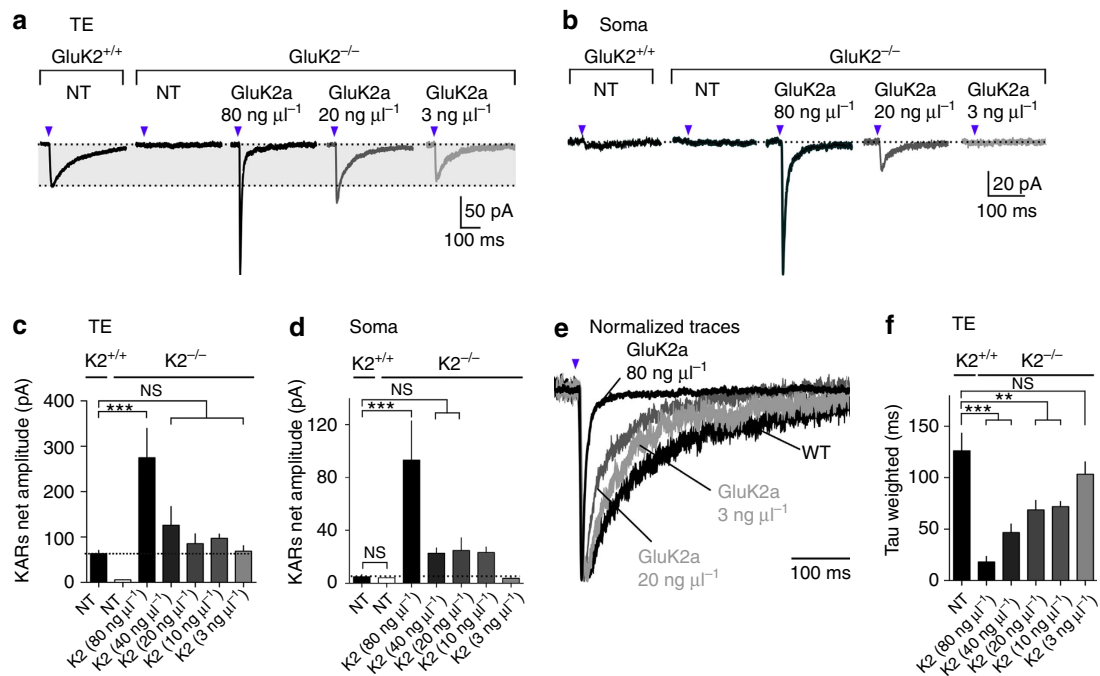 a TE
GluK2+/+ GluK2−/−
NT NT GluK2a GluK2a GluK2a
80 ng µl−1 20 ng µl−1 3 ng µl−1
50 pA
100 ms
b Soma
GluK2+/+ GluK2−/−
NT NT GluK2a GluK2a GluK2a
80 ng µl−1 20 ng µl−1 3 ng µl−1
20 pA
100 ms
c TE
K2+/+ K2−/−
NS
***
KARs net amplitude (pA)
400
300
200
100
0
NT
NT
K2 (80 ng µl−1)
K2 (40 ng µl−1)
K2 (20 ng µl−1)
K2 (10 ng µl−1)
K2 (3 ng µl−1)
d Soma
K2+/+ K2−/−
NS
***
NS
KARs net amplitude (pA)
120
80
40
0
NT
NT
K2 (80 ng µl−1)
K2 (40 ng µl−1)
K2 (20 ng µl−1)
K2 (10 ng µl−1)
K2 (3 ng µl−1)
e Normalized traces
GluK2a
80 ng µl−1
WT
GluK2a
3 ng µl−1
GluK2a
20 ng µl−1
100 ms
f TE
K2+/+ K2−/−
NS
**
***
Tau weighted (ms)
150
100
50
0
NT
K2 (80 ng µl−1)
K2 (40 ng µl−1)
K2 (20 ng µl−1)
K2 (10 ng µl−1)
K2 (3 ng µl−1)